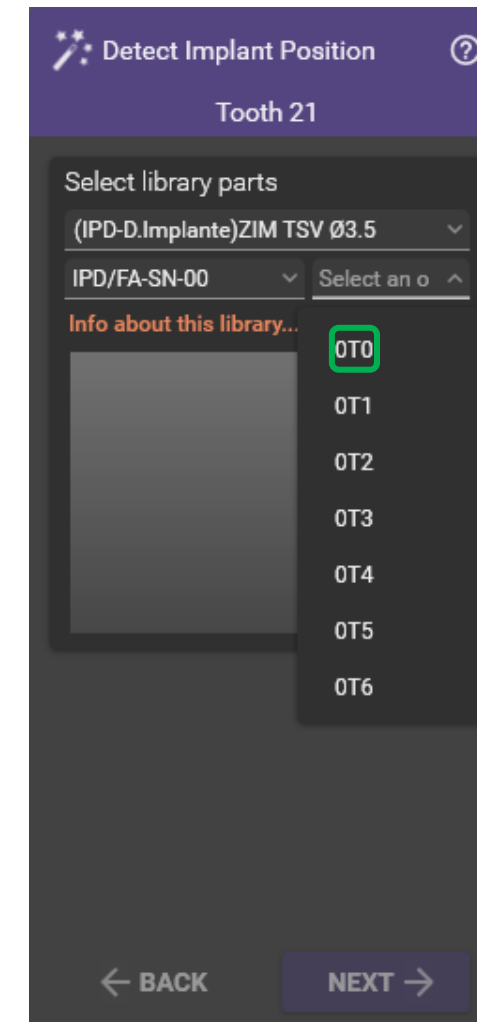 Detect Implant Position
Tooth 21
Select library parts
(IPD-D.Implante)ZIM TSV Ø3.5
IPD/FA-SN-00
Select an o
Info about this library...
0T0
0T1
0T2
0T3
0T4
0T5
0T6
BACK
NEXT